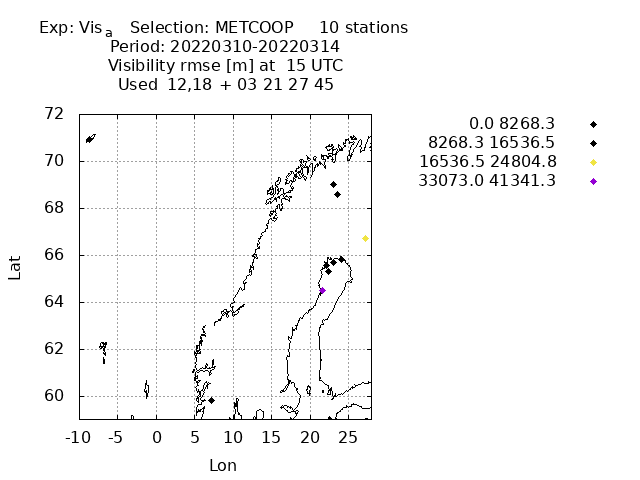 Exp: Vis a Selection: METCOOP 10 stations
Period: 20220310-20220314
Visibility rmse [m] at 15 UTC
Used 12,18 + 03 21 27 45
0.0 8268.3
8268.3 16536.5
16536.5 24804.8
33073.0 41341.3
72
70
68
66
64
62
60
Lat
-10 -5 0 5 10 15 20 25
Lon